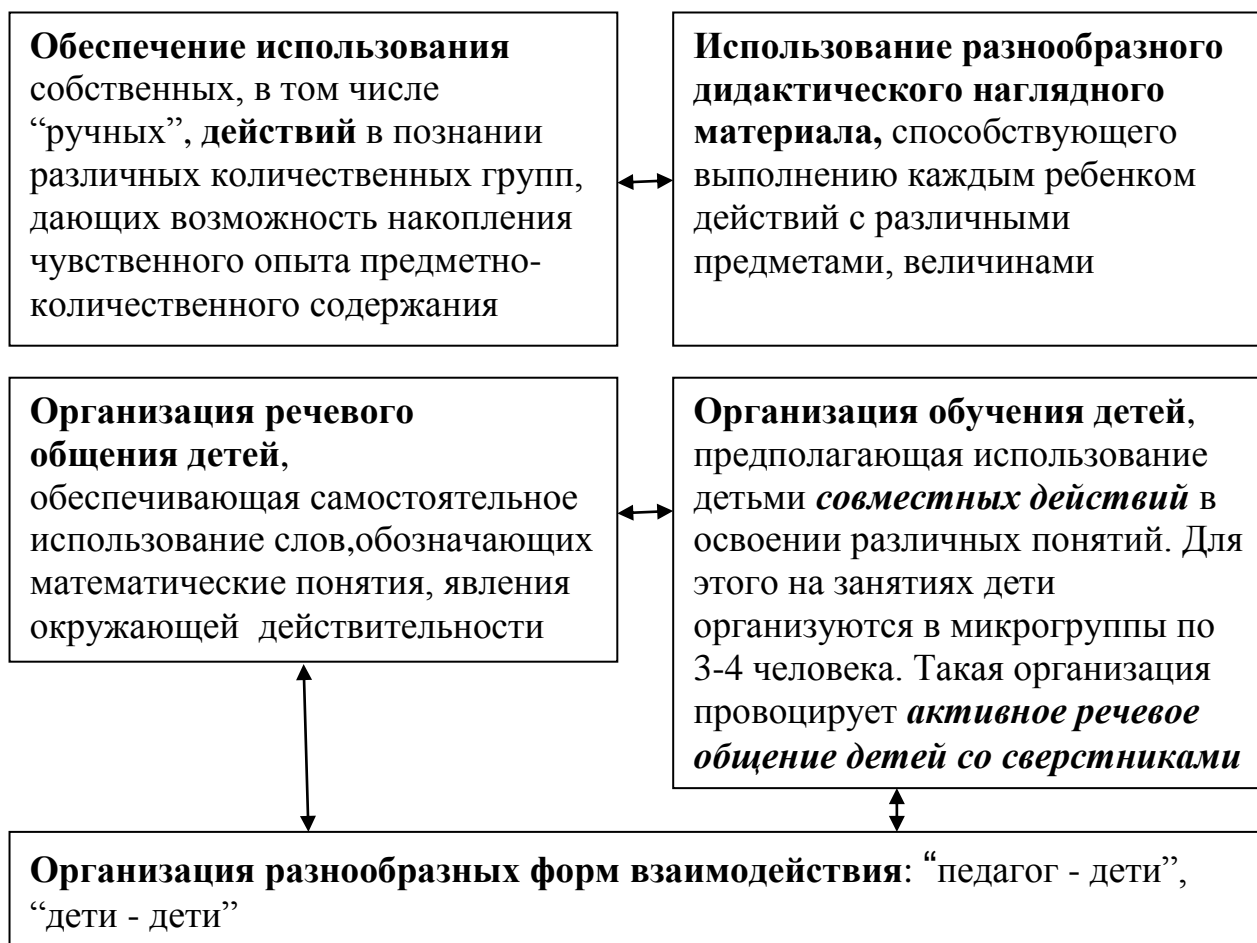 Обеспечение использования
собственных, в том числе
“ручных”, действий в познании
различных количественных групп,
дающих возможность накопления
чувственного опыта предметно-
количественного содержания
Использование разнообразного
дидактического наглядного
материала, способствующего
выполнению каждым ребенком
действий с различными
предметами, величинами
Организация речевого
общения детей,
обеспечивающая самостоятельное
использование слов,обозначающих
математические понятия, явления
окружающей  действительности
Организация обучения детей,
предполагающая использование
детьми совместных действий в
освоении различных понятий. Для
этого на занятиях дети
организуются в микрогруппы по
3-4 человека. Такая организация
провоцирует активное речевое
общение детей со сверстниками
Организация разнообразных форм взаимодействия: “педагог - дети”,
“дети - дети”